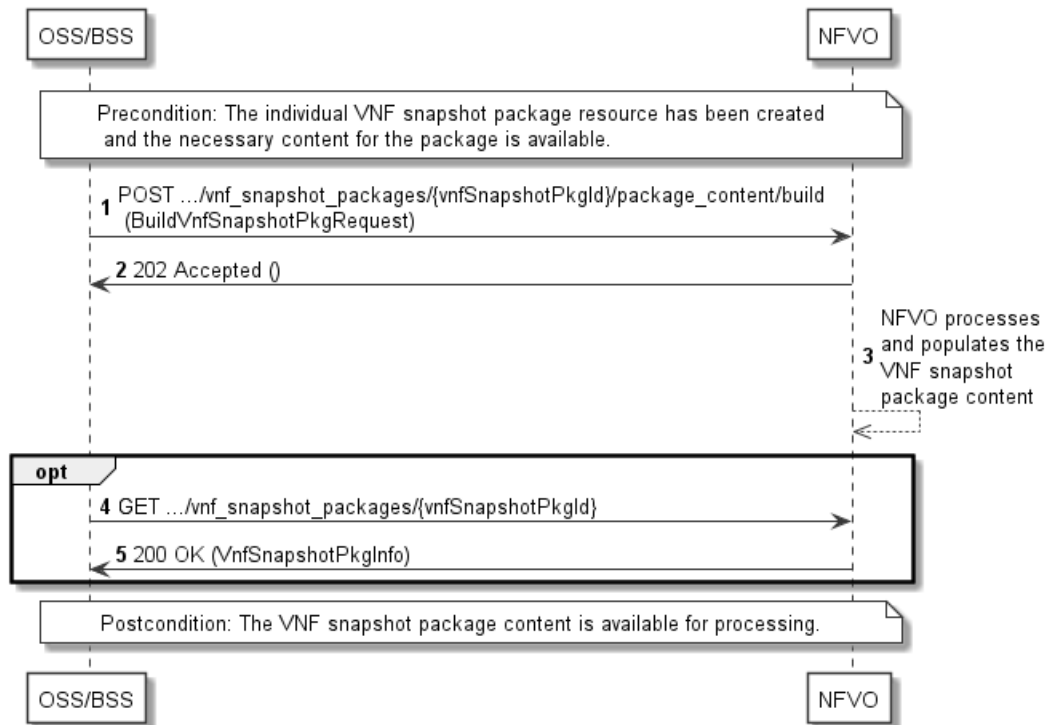 OSS/BSS
NFVO
Precondition: The individual VNF snapshot package resource has been created
and the necessary content for the package is available.
1 POST .../vnf_snapshot_packages/{vnfSnapshotPkgId}/package_content/build
(BuildVnfSnapshotPkgRequest)
2 202 Accepted ()
NFVO processes
and populates the
3
VNF snapshot
package content
opt
4 GET .../vnf_snapshot_packages/{vnfSnapshotPkgId}
5 200 OK (VnfSnapshotPkgInfo)
Postcondition: The VNF snapshot package content is available for processing.
OSS/BSS
NFVO